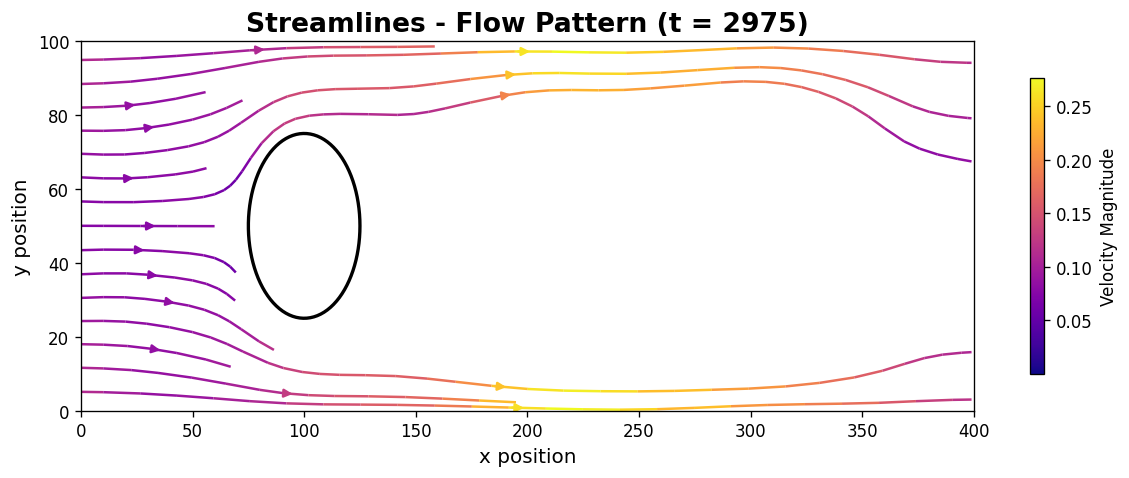 Streamlines - Flow Pattern (t = 2975)
100
80
60
40
20
0
y position
0 50 100 150 200 250 300 350 400
x position
0.25
0.20
0.15
0.10
0.05
Velocity Magnitude